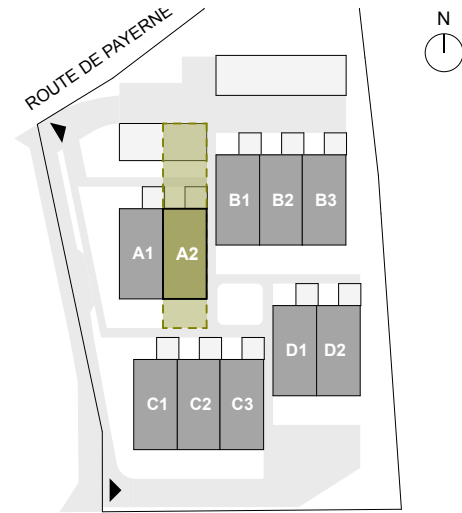 N
ROUTE DE PAYERNE
B1 B2 B3
A1 A2
D1 D2
C1 C2 C3